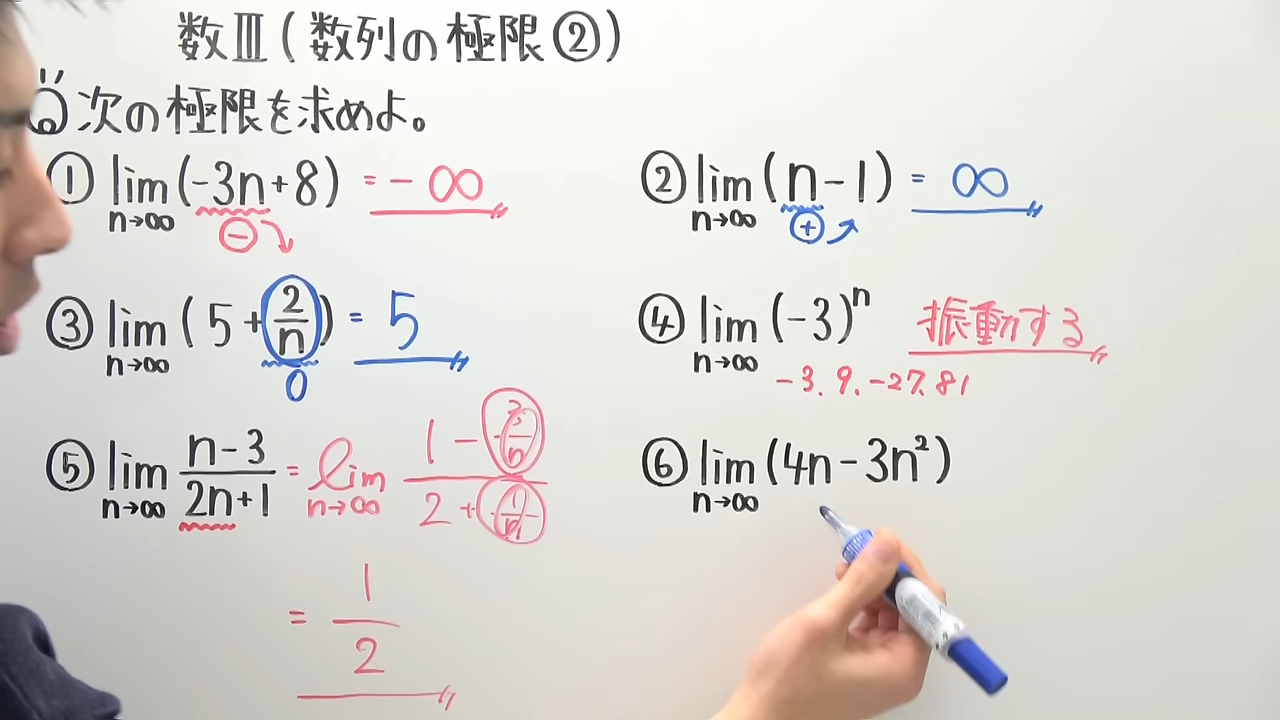 数Ⅲ(数列の極限②)
Q次の極限を求めよ。
① lim n→∞ (-3n+8) = -∞
⊖
② lim n→∞ (n-1) = ∞
⊕
③ lim n→∞ (5+2/n) = 5
0
④ lim n→∞ (-3)^n 振動する
-3. 9. -27. 81
⑤ lim n→∞ n-3/2n+1 = lim n→∞ 1-3/n / 2+1/n
= 1/2
⑥ lim n→∞ (4n-3n²)